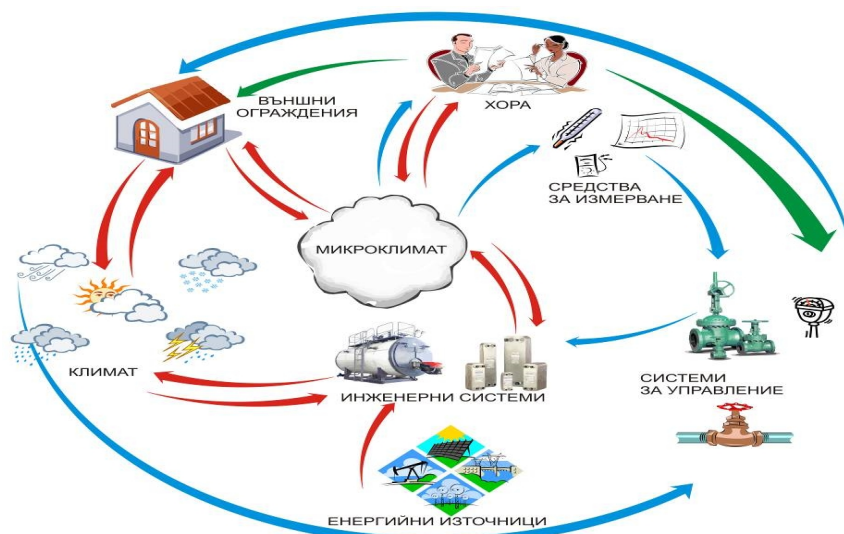 ВЪНШНИ
ОГРАЖДЕНИЯ
ХОРА
СРЕДСТВА
ЗА ИЗМЕРВАНЕ
МИКРОКЛИМАТ
КЛИМАТ
ИНЖЕНЕРНИ СИСТЕМИ
СИСТЕМИ
ЗА УПРАВЛЕНИЕ
ЕНЕРГИЙНИ ИЗТОЧНИЦИ